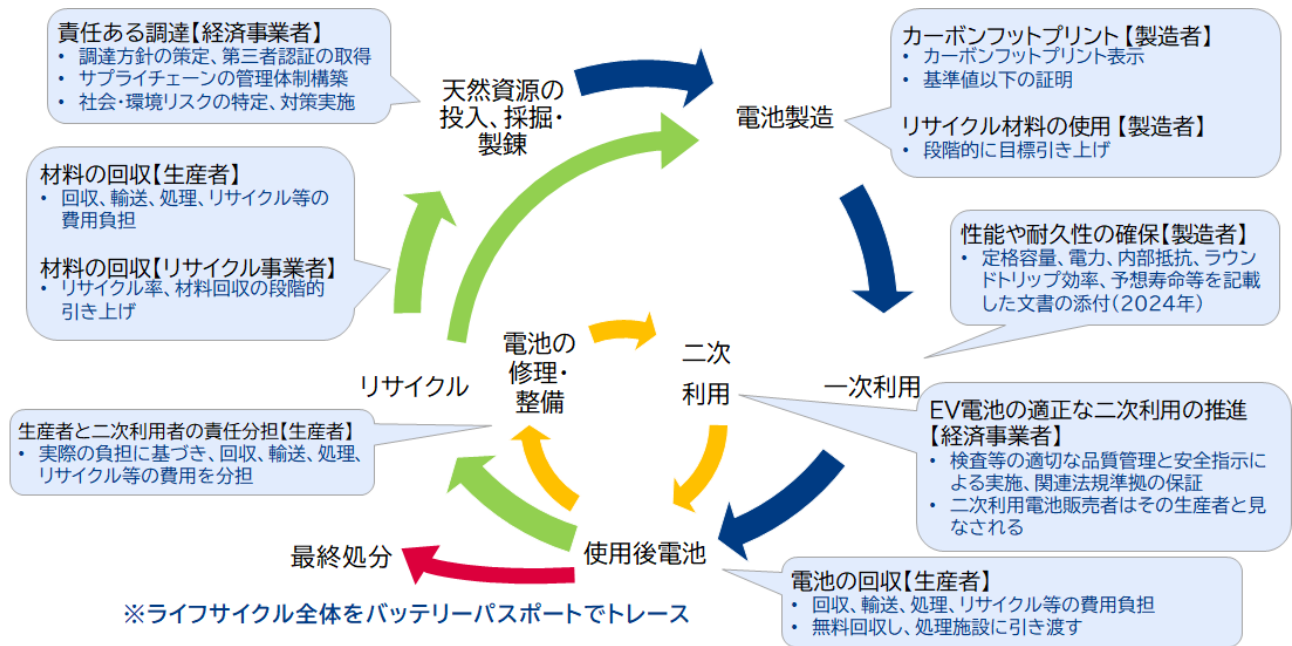 責任ある調達【経済事業者】
• 調達方針の策定、第三者認証の取得
• サプライチェーンの管理体制構築
• 社会・環境リスクの特定、対策実施
天然資源の
投入、採掘・
製錬
電池製造
カーボンフットプリント【製造者】
• カーボンフットプリント表示
• 基準値以下の証明
リサイクル材料の使用【製造者】
• 段階的に目標引き上げ
材料の回収【生産者】
• 回収、輸送、処理、リサイクル等の
費用負担
材料の回収【リサイクル事業者】
• リサイクル率、材料回収の段階的
引き上げ
性能や耐久性の確保【製造者】
• 定格容量、電力、内部抵抗、ラウン
ドトリップ効率、予想寿命等を記載
した文書の添付(2024年)
リサイクル
電池の
修理・
整備
二次
利用
一次利用
EV電池の適正な二次利用の推進
【経済事業者】
• 検査等の適切な品質管理と安全指示に
よる実施、関連法規準拠の保証
• 二次利用電池販売者はその生産者と見
なされる
生産者と二次利用者の責任分担【生産者】
• 実際の負担に基づき、回収、輸送、処理、
リサイクル等の費用を分担
最終処分
使用後電池
電池の回収【生産者】
• 回収、輸送、処理、リサイクル等の費用負担
• 無料回収し、処理施設に引き渡す
※ライフサイクル全体をバッテリーパスポートでトレース